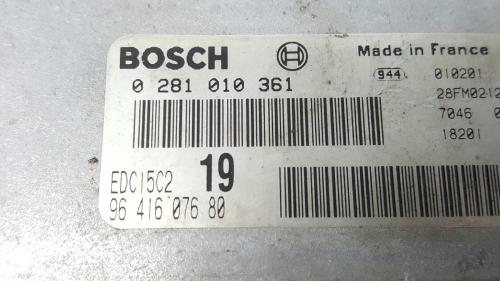 BOSCH
Made in France
0 281 010 361
944 010201
28FM0212
7046 0
18201
EDC15C2 19
96 416 076 80